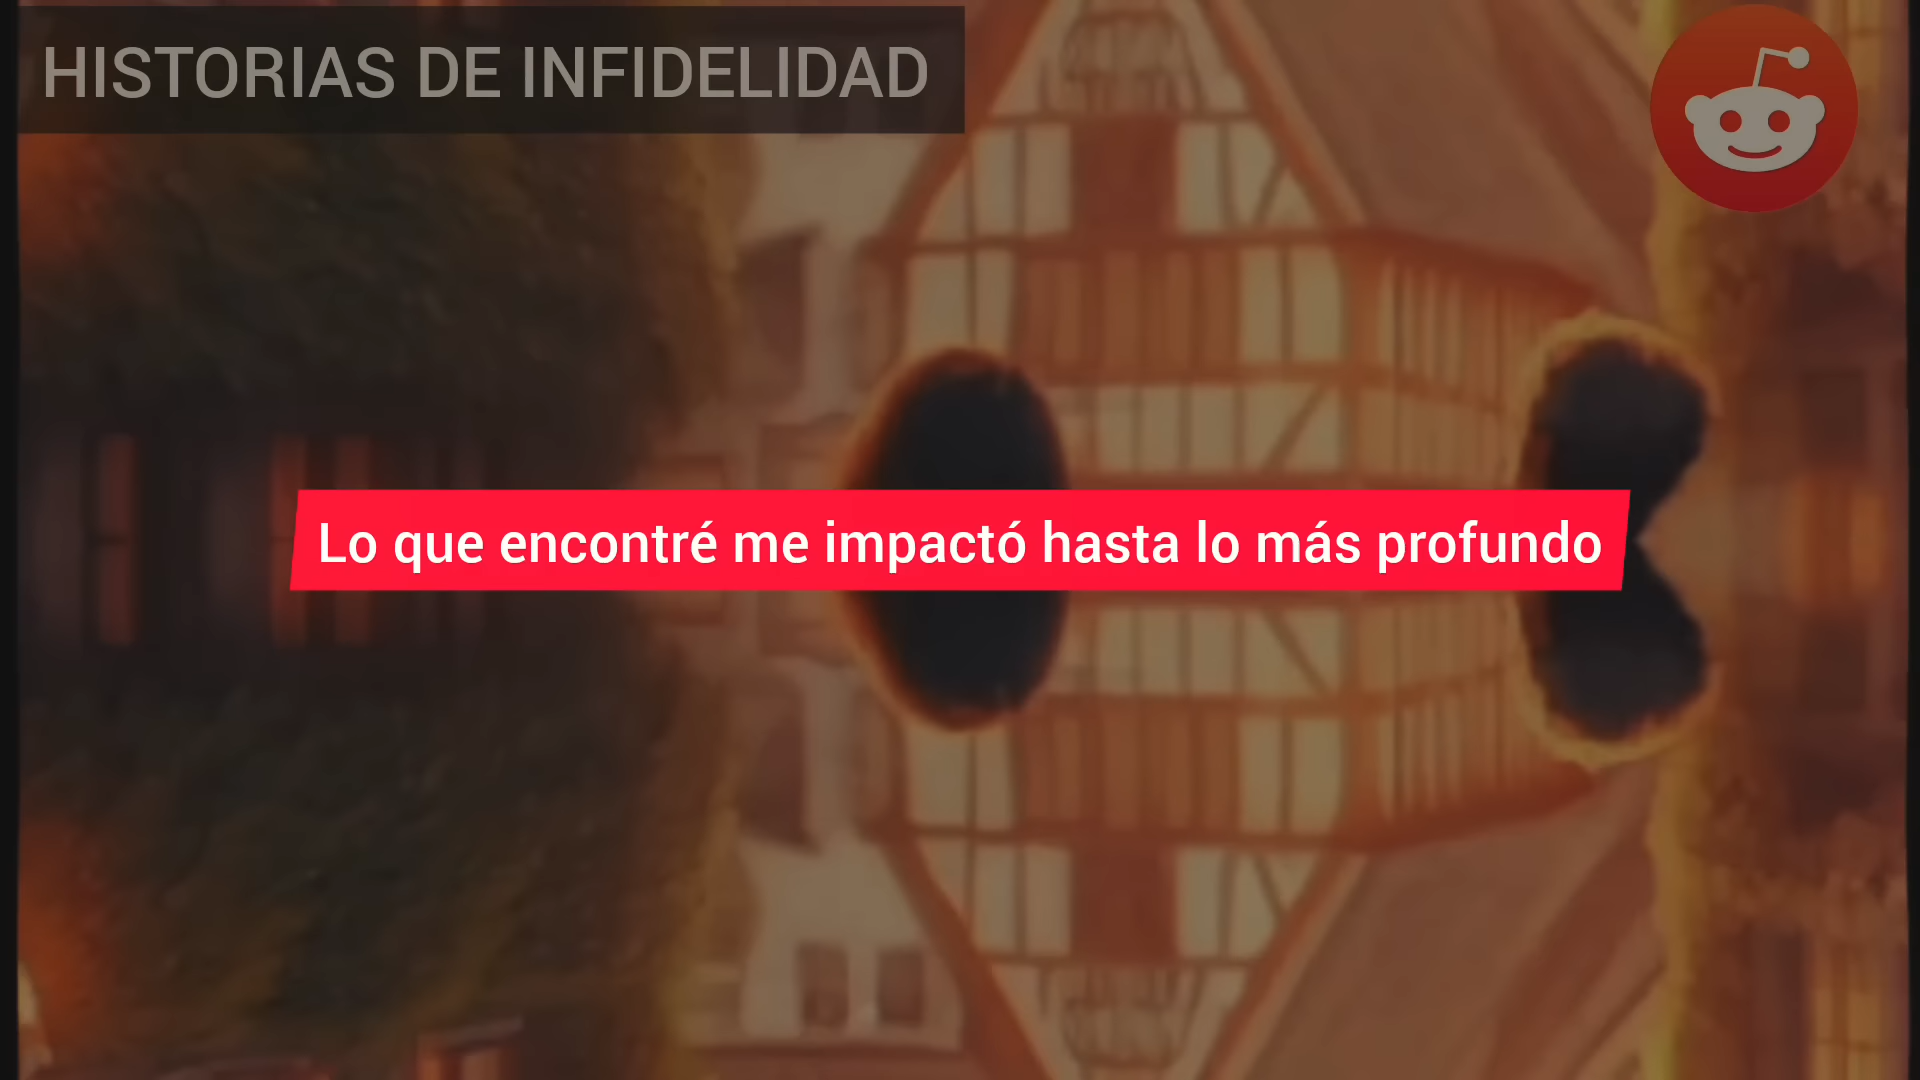 HISTORIAS DE INFIDELIDAD
Lo que encontré me impactó hasta lo más profundo